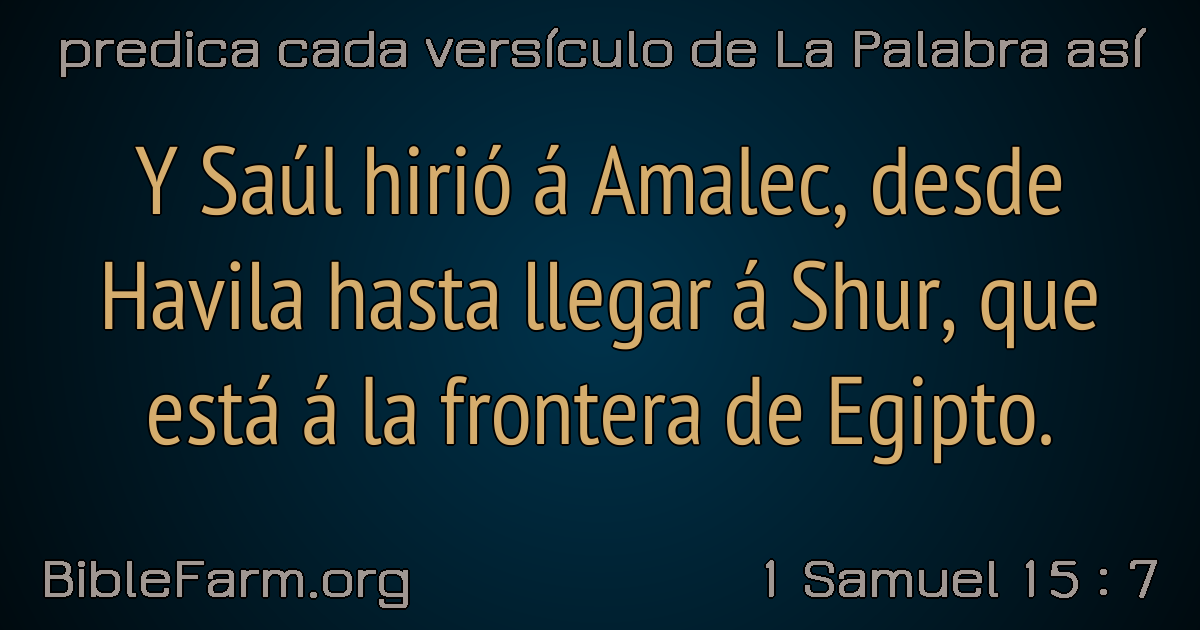 predica cada versículo de La Palabra así
Y Saúl hirió á Amalec, desde
Havila hasta llegar á Shur, que
está á la frontera de Egipto.
BibleFarm.org
1 Samuel 15 : 7